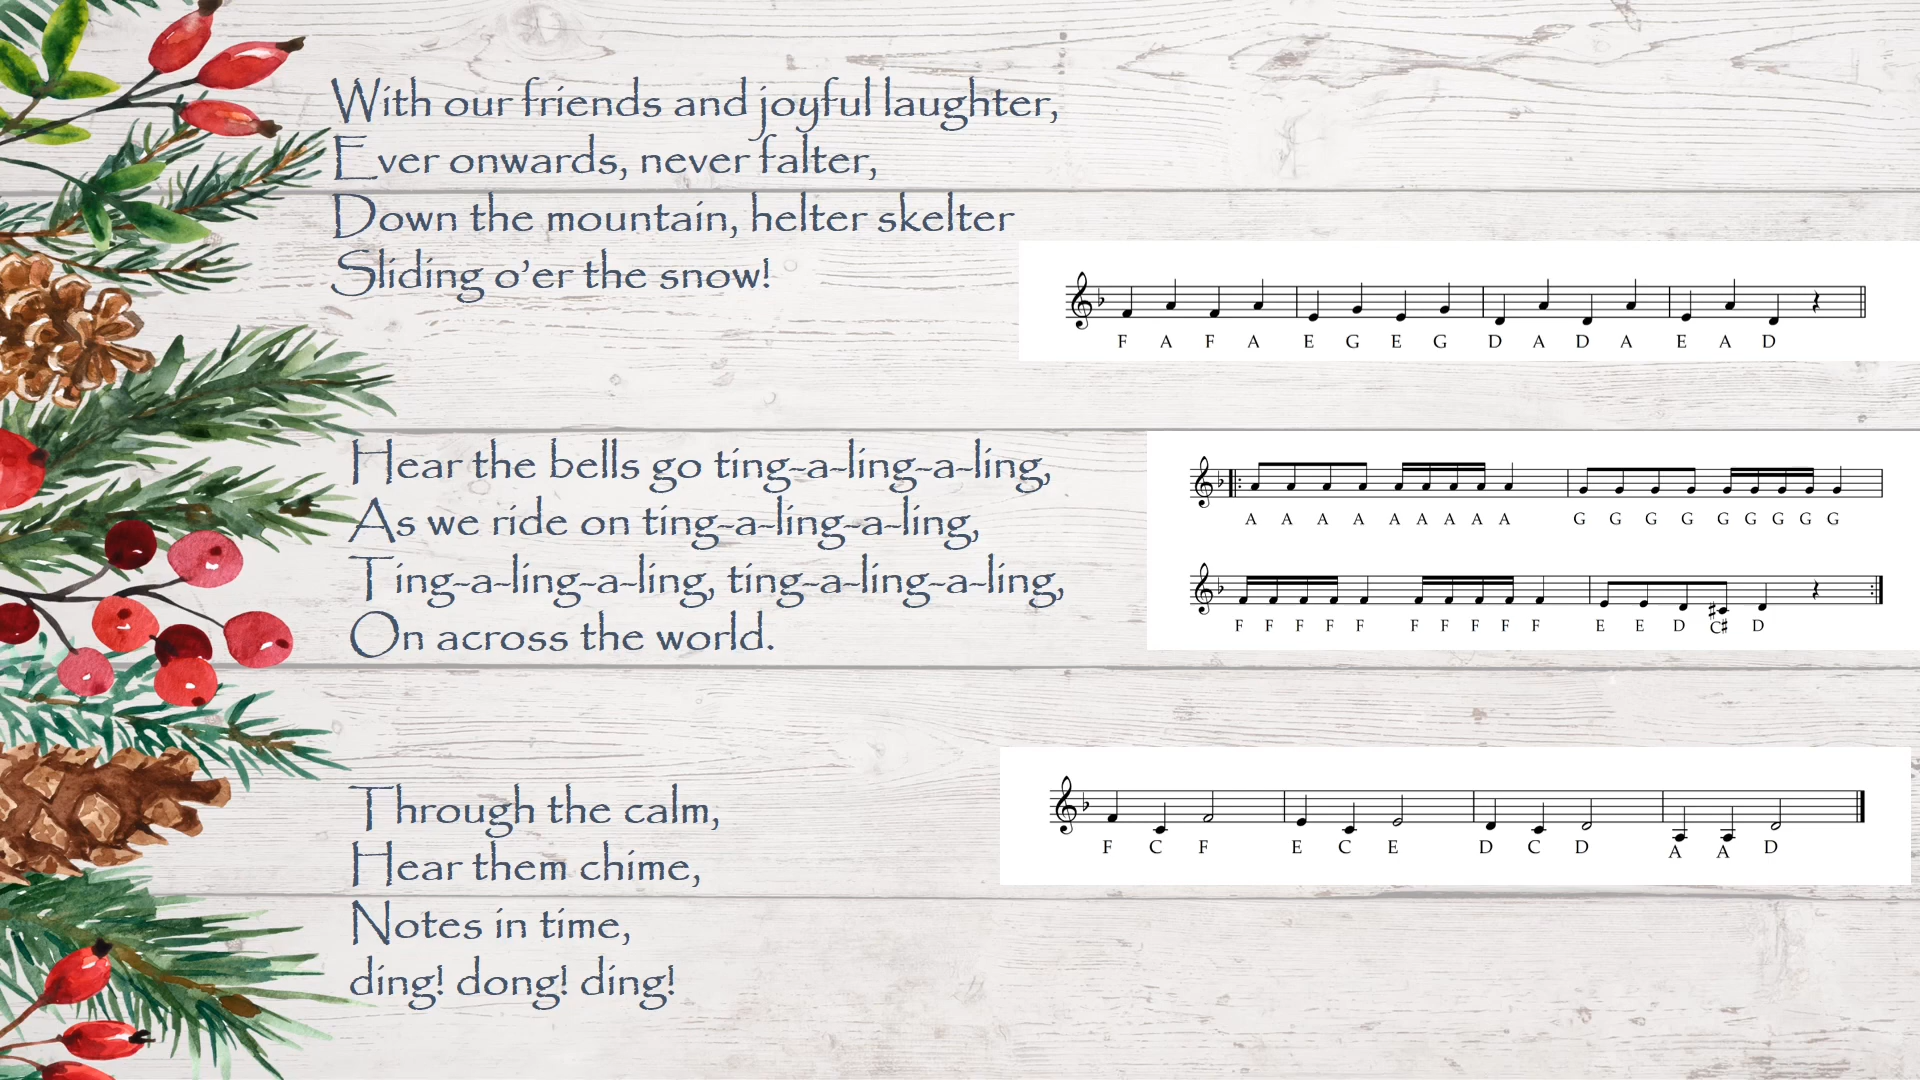 With our friends and joyful laughter,
Ever onwards, never falter,
Down the mountain, helter skelter
Sliding o'er the snow!
F A F A E G E G D A D A E A D
Hear the bells go ting-a-ling-a-ling,
As we ride on ting-a-ling-a-ling,
Ting-a-ling-a-ling, ting-a-ling-a-ling,
On across the world.
A A A A A A A A A G G G G G G G G G
F F F F F F F F F F E E D C# D
Through the calm,
Hear them chime,
Notes in time,
ding! dong! ding!
F C F E C E D C D A A D